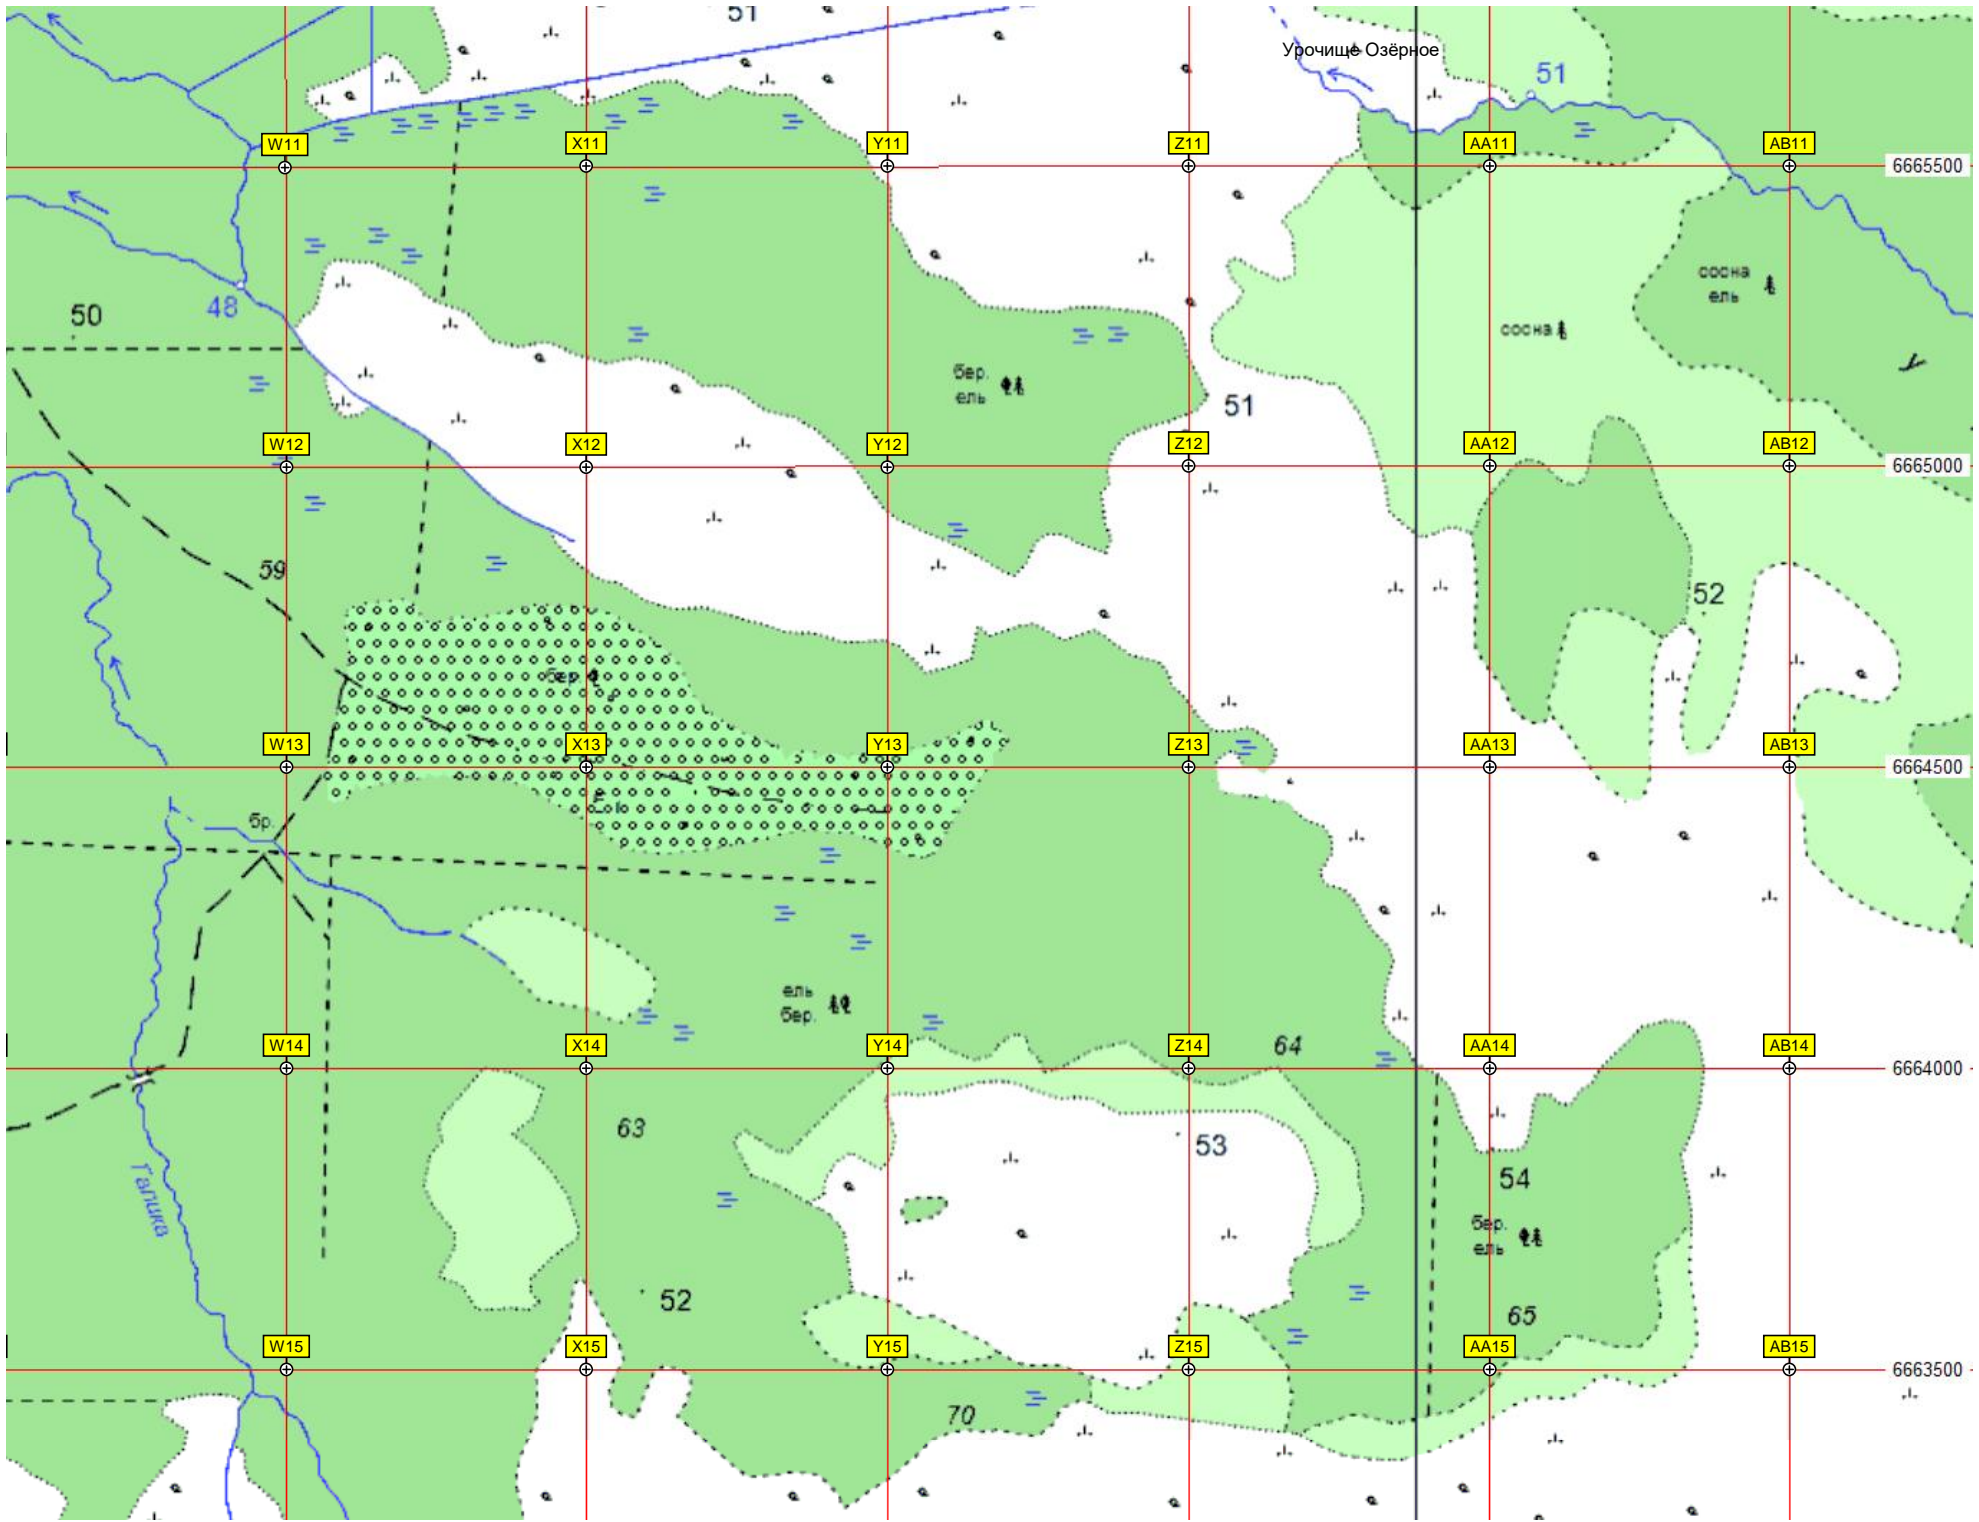 51
Урочище Озёрное
51
W11
X11
Y11
Z11
AA11
AB11
6665500
48
50
сосна
ель
сосна
бер.
ель
51
W12
X12
Y12
Z12
AA12
AB12
6665000
59
52
бер.
W13
X13
Y13
Z13
AA13
AB13
6664500
бр.
ель
бер.
W14
X14
Y14
Z14
64
AA14
AB14
6664000
63
53
54
Галика
бер.
ель
52
65
W15
X15
Y15
Z15
AA15
AB15
6663500
70